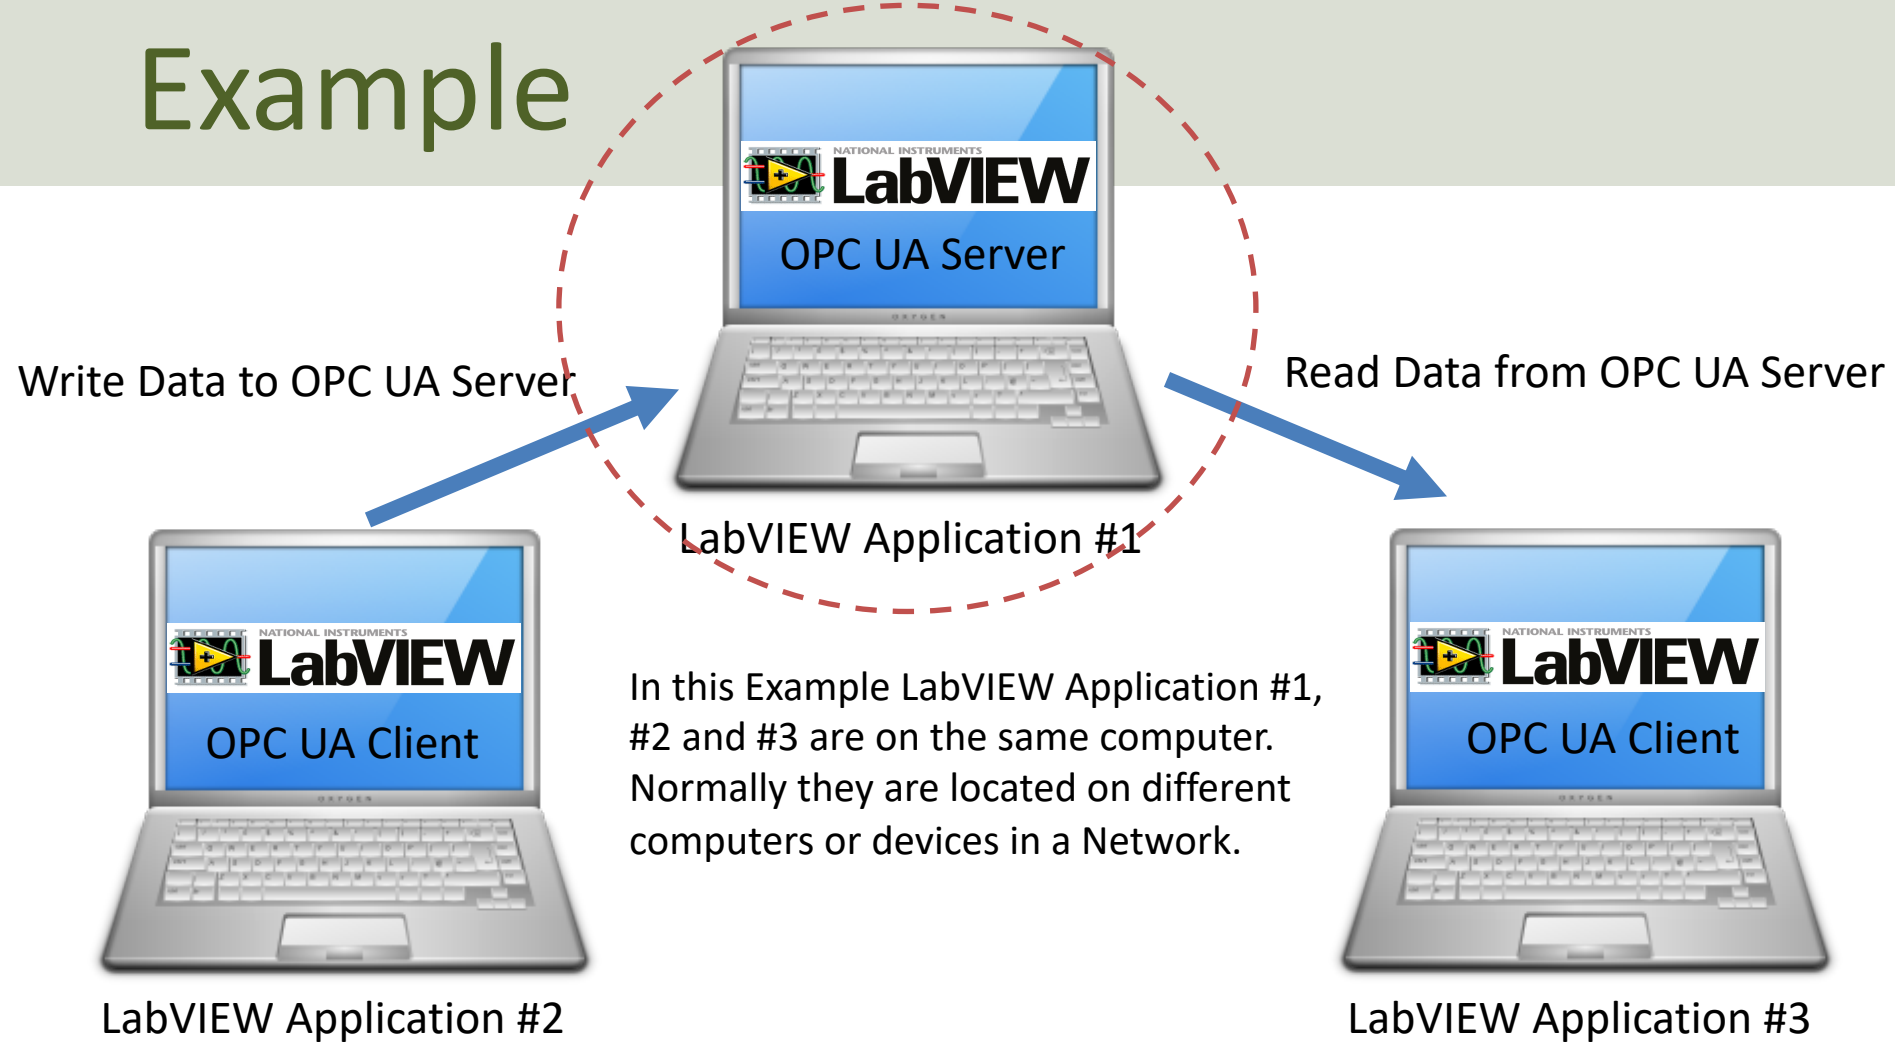 Example
NATIONAL INSTRUMENTS
LabVIEW
OPC UA Server
OXYGEN
Write Data to OPC UA Server
Read Data from OPC UA Server
LabVIEW Application #1
NATIONAL INSTRUMENTS
LabVIEW
OPC UA Client
OXYGEN
LabVIEW Application #2
In this Example LabVIEW Application #1,
#2 and #3 are on the same computer.
Normally they are located on different
computers or devices in a Network.
NATIONAL INSTRUMENTS
LabVIEW
OPC UA Client
OXYGEN
LabVIEW Application #3